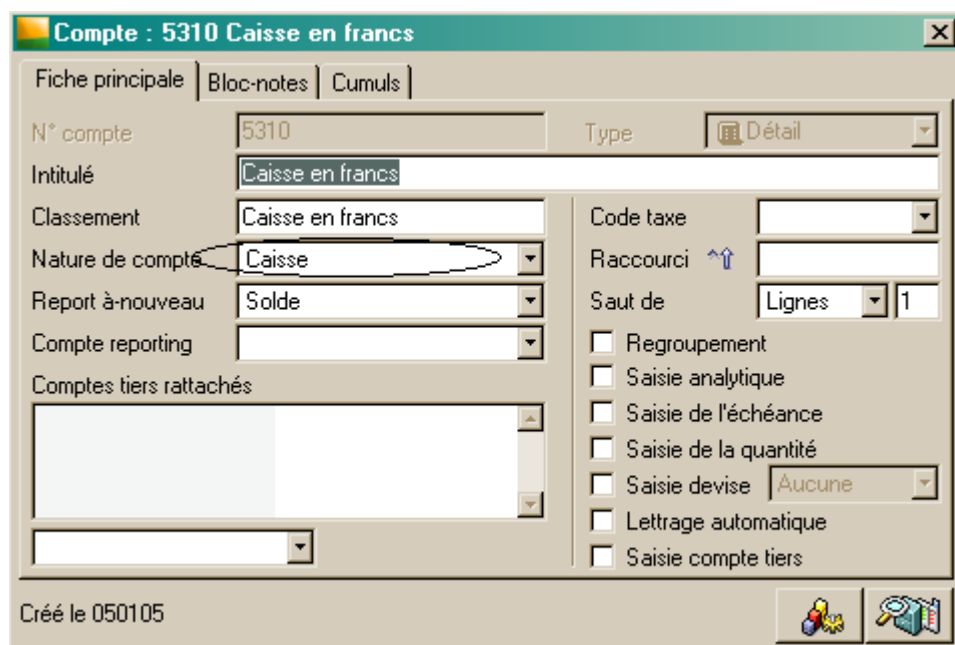 Compte : 5310 Caisse en francs
Fiche principale Bloc-notes Cumuls
N° compte 5310 Type Détail
Intitulé Caisse en francs
Classement Caisse en francs Code taxe
Nature de compte Caisse Raccourci
Report à-nouveau Solde Saut de Lignes 1
Compte reporting Regroupement
Comptes tiers rattachés Saisie analytique
Saisie de l'échéance
Saisie de la quantité
Saisie devise Aucune
Lettrage automatique
Saisie compte tiers
Créé le 050105